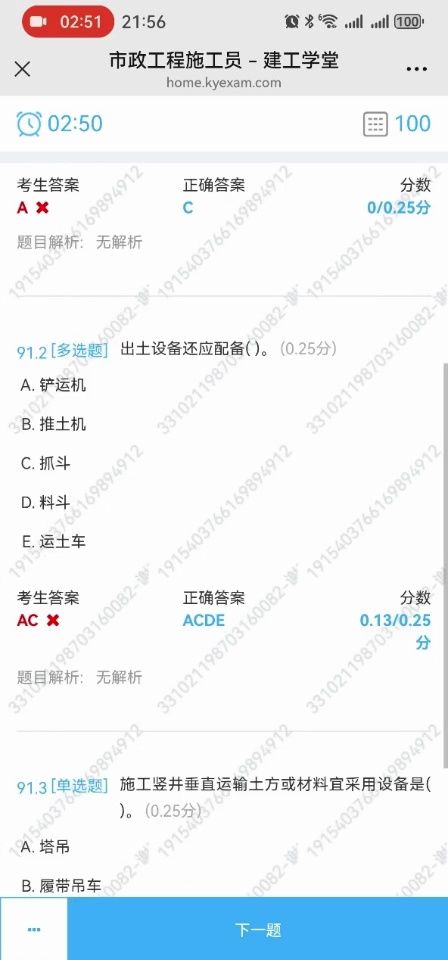 02:51 21:56 6 100
市政工程施工员 – 建工学堂
home.kyexam.com
02:50 100
考生答案 正确答案 分数
A C 0/0.25分
题目解析: 无解析
91.2 [多选题] 出土设备还应配备( )。 (0.25分)
A. 铲运机
B. 推土机
C. 抓斗
D. 料斗
E. 运土车
考生答案 正确答案 分数
AC ACDE 0.13/0.25
分
题目解析: 无解析
91.3 [单选题] 施工竖井垂直运输土方或材料宜采用设备是(
)。 (0.25分)
A. 塔吊
B. 履带吊车
下一题